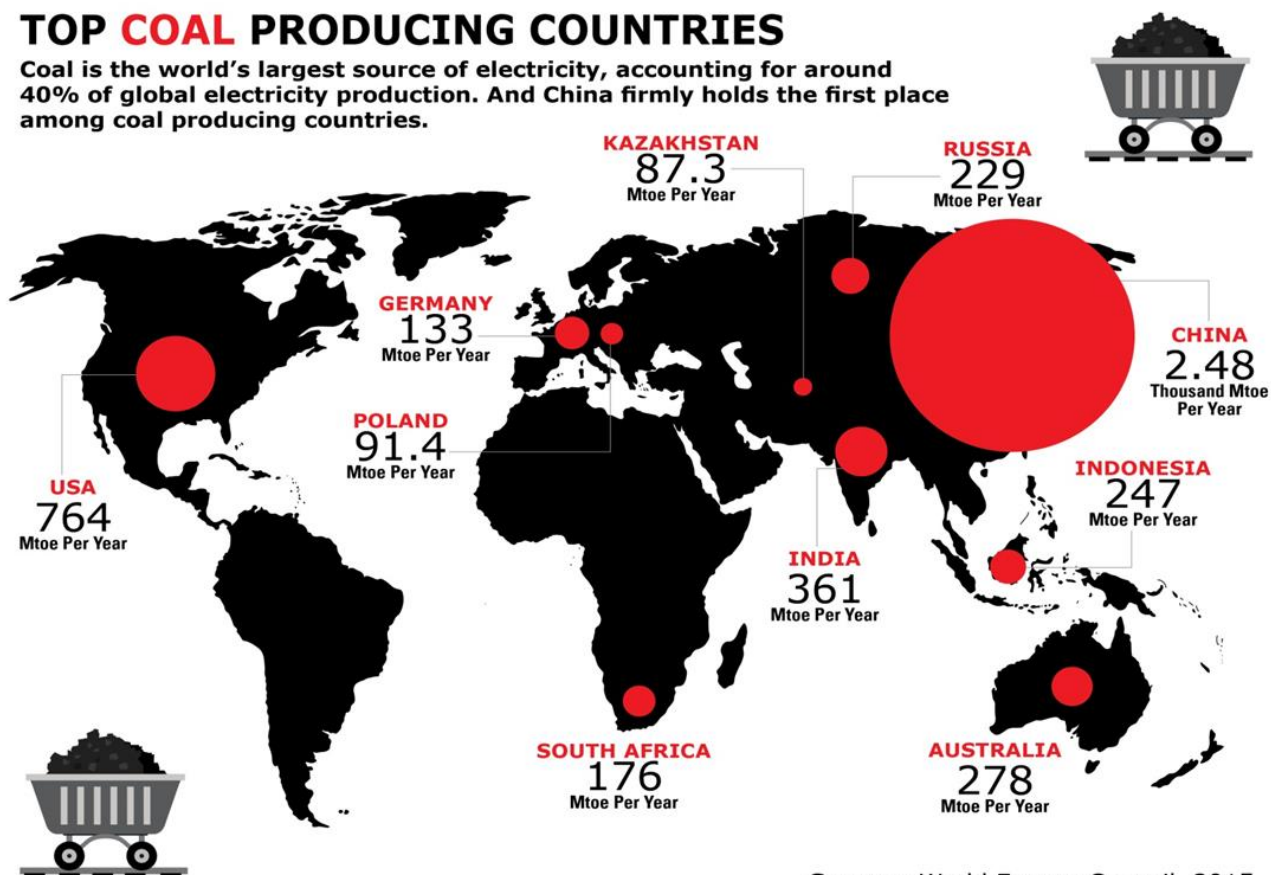 TOP COAL PRODUCING COUNTRIES
Coal is the world's largest source of electricity, accounting for around
40% of global electricity production. And China firmly holds the first place
among coal producing countries.
KAZAKHSTAN
87.3
Mtoe Per Year
RUSSIA
229
Mtoe Per Year
GERMANY
133
Mtoe Per Year
CHINA
2.48
Thousand Mtoe
Per Year
POLAND
91.4
Mtoe Per Year
USA
764
Mtoe Per Year
INDONESIA
247
Mtoe Per Year
INDIA
361
Mtoe Per Year
SOUTH AFRICA
176
Mtoe Per Year
AUSTRALIA
278
Mtoe Per Year